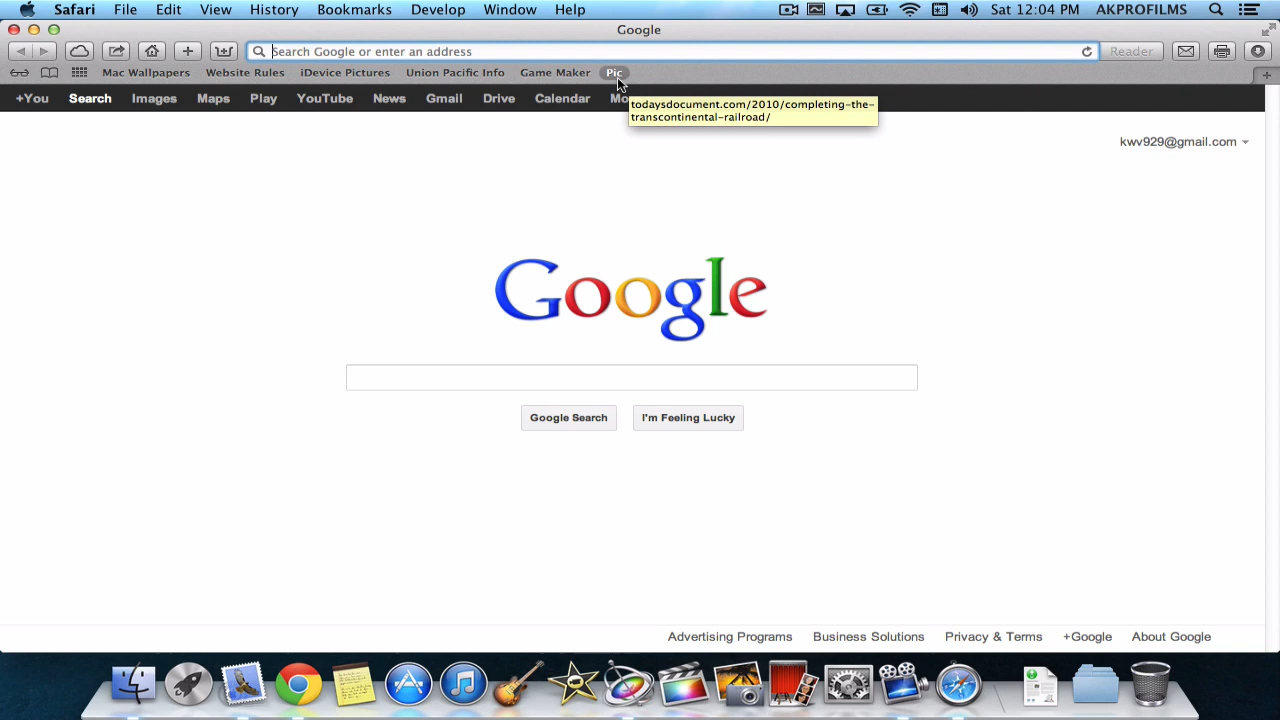 Safari File Edit View History Bookmarks Develop Window Help Sat 12:04 PM AKPROFILMS
Google
Search Google or enter an address Reader
Mac Wallpapers Website Rules iDevice Pictures Union Pacific Info Game Maker Pic
+You Search Images Maps Play YouTube News Gmail Drive Calendar Mo
todaysdocument.com/2010/completing-the-
transcontinental-railroad/
kwv929@gmail.com
Google
Google Search I'm Feeling Lucky
Advertising Programs Business Solutions Privacy & Terms +Google About Google